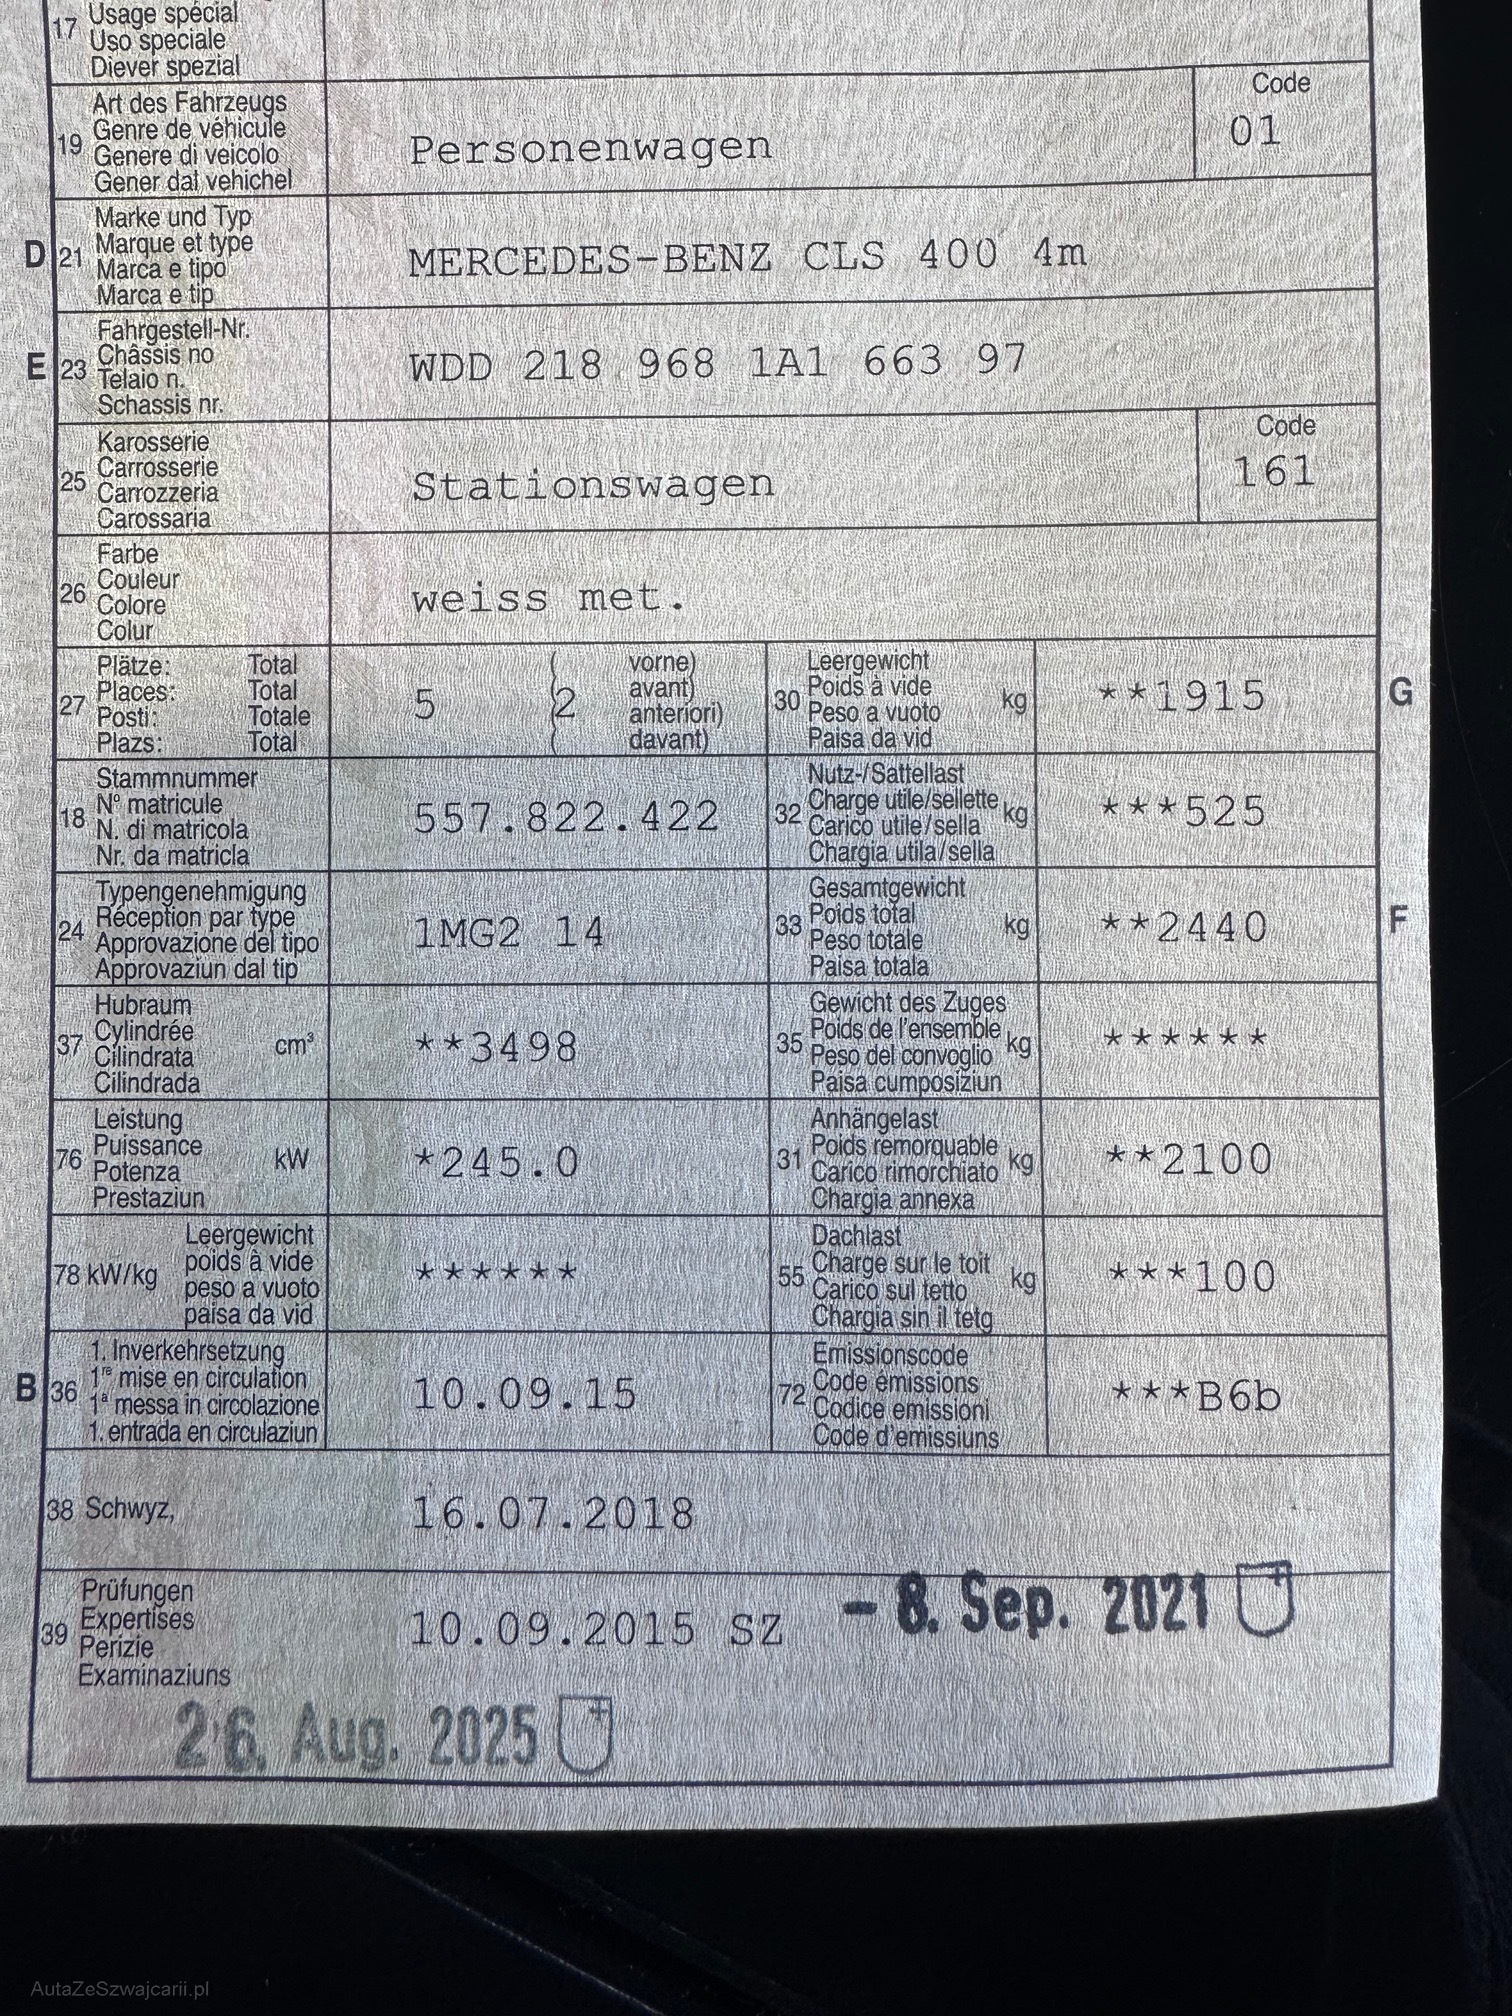 17 Usage spécial
Uso speciale
Diever spezial
19 Art des Fahrzeugs
Genre de véhicule
Genere di veicolo
Gener dal vehichel
Personenwagen
Code
01
D 21 Marke und Typ
Marque et type
Marca e tipo
Marca e tip
MERCEDES-BENZ CLS 400 4m
E 23 Fahrgestell-Nr.
Châssis no
Telaio n.
Schassis nr.
WDD 218 968 1A1 663 97
25 Karosserie
Carrosserie
Carrozzeria
Carossaria
Stationswagen
Code
161
26 Farbe
Couleur
Colore
Colur
weiss met.
27 Plätze: Total
Places: Total
Posti: Totale
Plazs: Total
5
( vorne)
(2 avant)
anteriori)
( davant)
30 Leergewicht
Poids à vide
Peso a vuoto
Paisa da vid
kg
**1915
G
18 Stammnummer
N° matricule
N. di matricola
Nr. da matricla
557.822.422
32 Nutz-/Sattellast
Charge utile/sellette
Carico utile/sella
Chargia utila/sella
kg
***525
24 Typengenehmigung
Réception par type
Approvazione del tipo
Approvaziun dal tip
1MG2 14
33 Gesamtgewicht
Poids total
Peso totale
Paisa totala
kg
**2440
F
37 Hubraum
Cylindrée
Cilindrata
Cilindrada
cm³
**3498
35 Gewicht des Zuges
Poids de l'ensemble
Peso del convoglio
Paisa cumposiziun
kg
******
76 Leistung
Puissance
Potenza
Prestaziun
kW
*245.0
31 Anhängelast
Poids remorquable
Carico rimorchiato
Chargia annexa
kg
**2100
78 kW/kg
Leergewicht
poids à vide
peso a vuoto
paisa da vid
******
55 Dachlast
Charge sur le toit
Carico sul tetto
Chargia sin il tetg
kg
***100
B 36 1. Inverkehrsetzung
1re mise en circulation
1a messa in circolazione
1. entrada en circulaziun
10.09.15
72 Emissionscode
Code émissions
Codice emissioni
Code d'emissiuns
***B6b
38 Schwyz,
16.07.2018
39 Prüfungen
Expertises
Perizie
Examinaziuns
10.09.2015 SZ
- 8. Sep. 2021
26. Aug. 2025
AutaZeSzwajcarii.pl